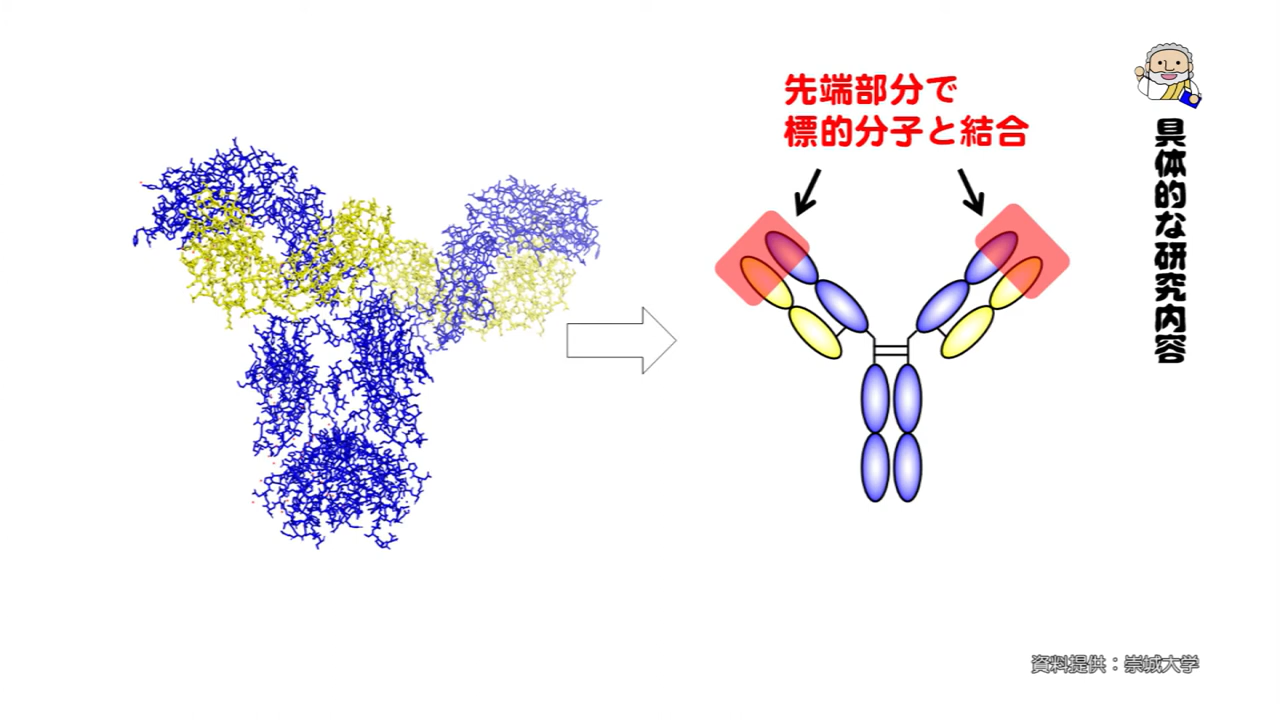 先端部分で
標的分子と結合
具体的な研究内容
資料提供：崇城大学